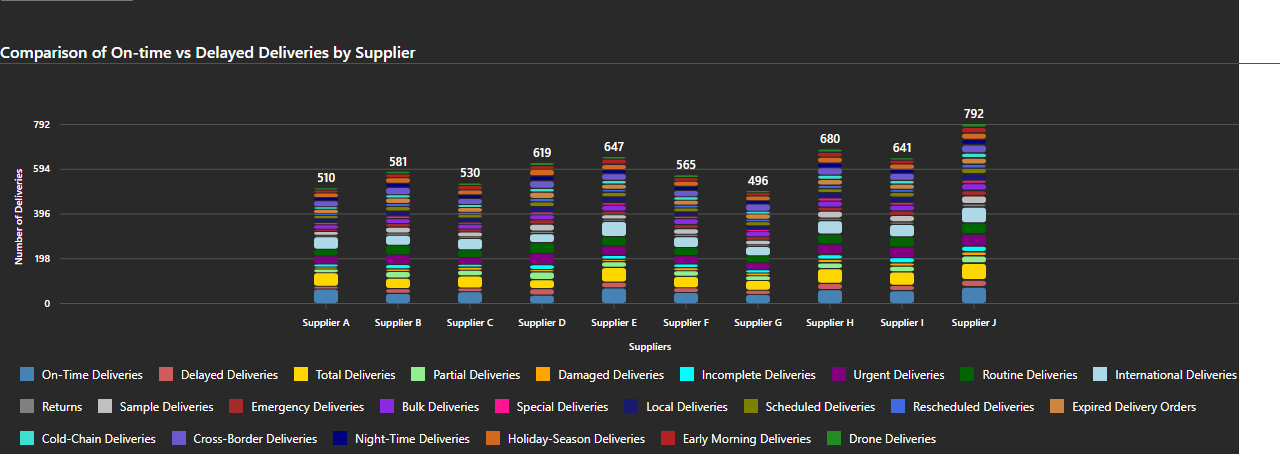 Comparison of On-time vs Delayed Deliveries by Supplier
792
792
680
647
641
619
594
581
565
530
510
496
396
198
0
Number of Deliveries
Supplier A Supplier B Supplier C Supplier D Supplier E Supplier F Supplier G Supplier H Supplier I Supplier J
Suppliers
On-Time Deliveries Delayed Deliveries Total Deliveries Partial Deliveries Damaged Deliveries Incomplete Deliveries Urgent Deliveries Routine Deliveries International Deliveries
Returns Sample Deliveries Emergency Deliveries Bulk Deliveries Special Deliveries Local Deliveries Scheduled Deliveries Rescheduled Deliveries Expired Delivery Orders
Cold-Chain Deliveries Cross-Border Deliveries Night-Time Deliveries Holiday-Season Deliveries Early Morning Deliveries Drone Deliveries